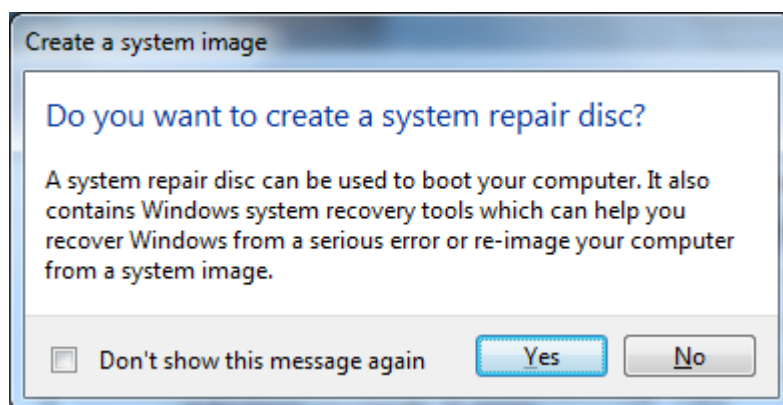 Create a system image
Do you want to create a system repair disc?
A system repair disc can be used to boot your computer. It also
contains Windows system recovery tools which can help you
recover Windows from a serious error or re-image your computer
from a system image.
Don't show this message again
Yes
No